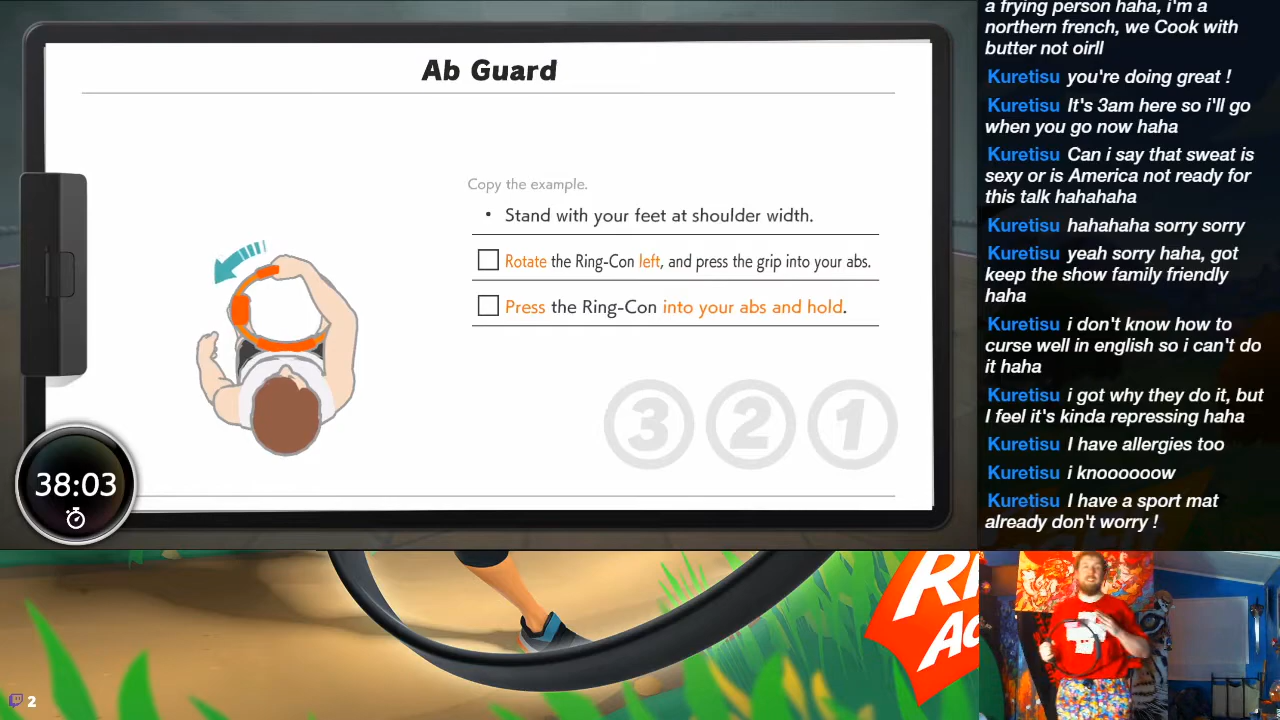 Ab Guard
Copy the example.
• Stand with your feet at shoulder width.
Rotate the Ring-Con left, and press the grip into your abs.
Press the Ring-Con into your abs and hold.
3 2 1
38:03
2
a frying person haha, i'm a
northern french, we Cook with
butter not oirll
Kuretisu you're doing great !
Kuretisu It's 3am here so i'll go
when you go now haha
Kuretisu Can i say that sweat is
sexy or is America not ready for
this talk hahahaha
Kuretisu hahahaha sorry sorry
Kuretisu yeah sorry haha, got
keep the show family friendly
haha
Kuretisu i don't know how to
curse well in english so i can't do
it haha
Kuretisu i got why they do it, but
I feel it's kinda repressing haha
Kuretisu I have allergies too
Kuretisu i knoooooow
Kuretisu I have a sport mat
already don't worry !